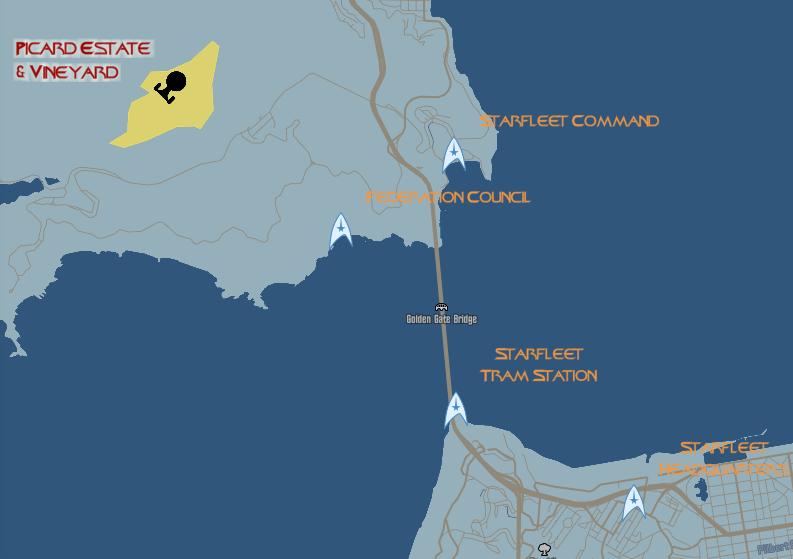 Picard Estate
& Vineyard
Starfleet Command
Federation Council
Golden Gate Bridge
Starfleet
Tram Station
Starfleet
Headquarters